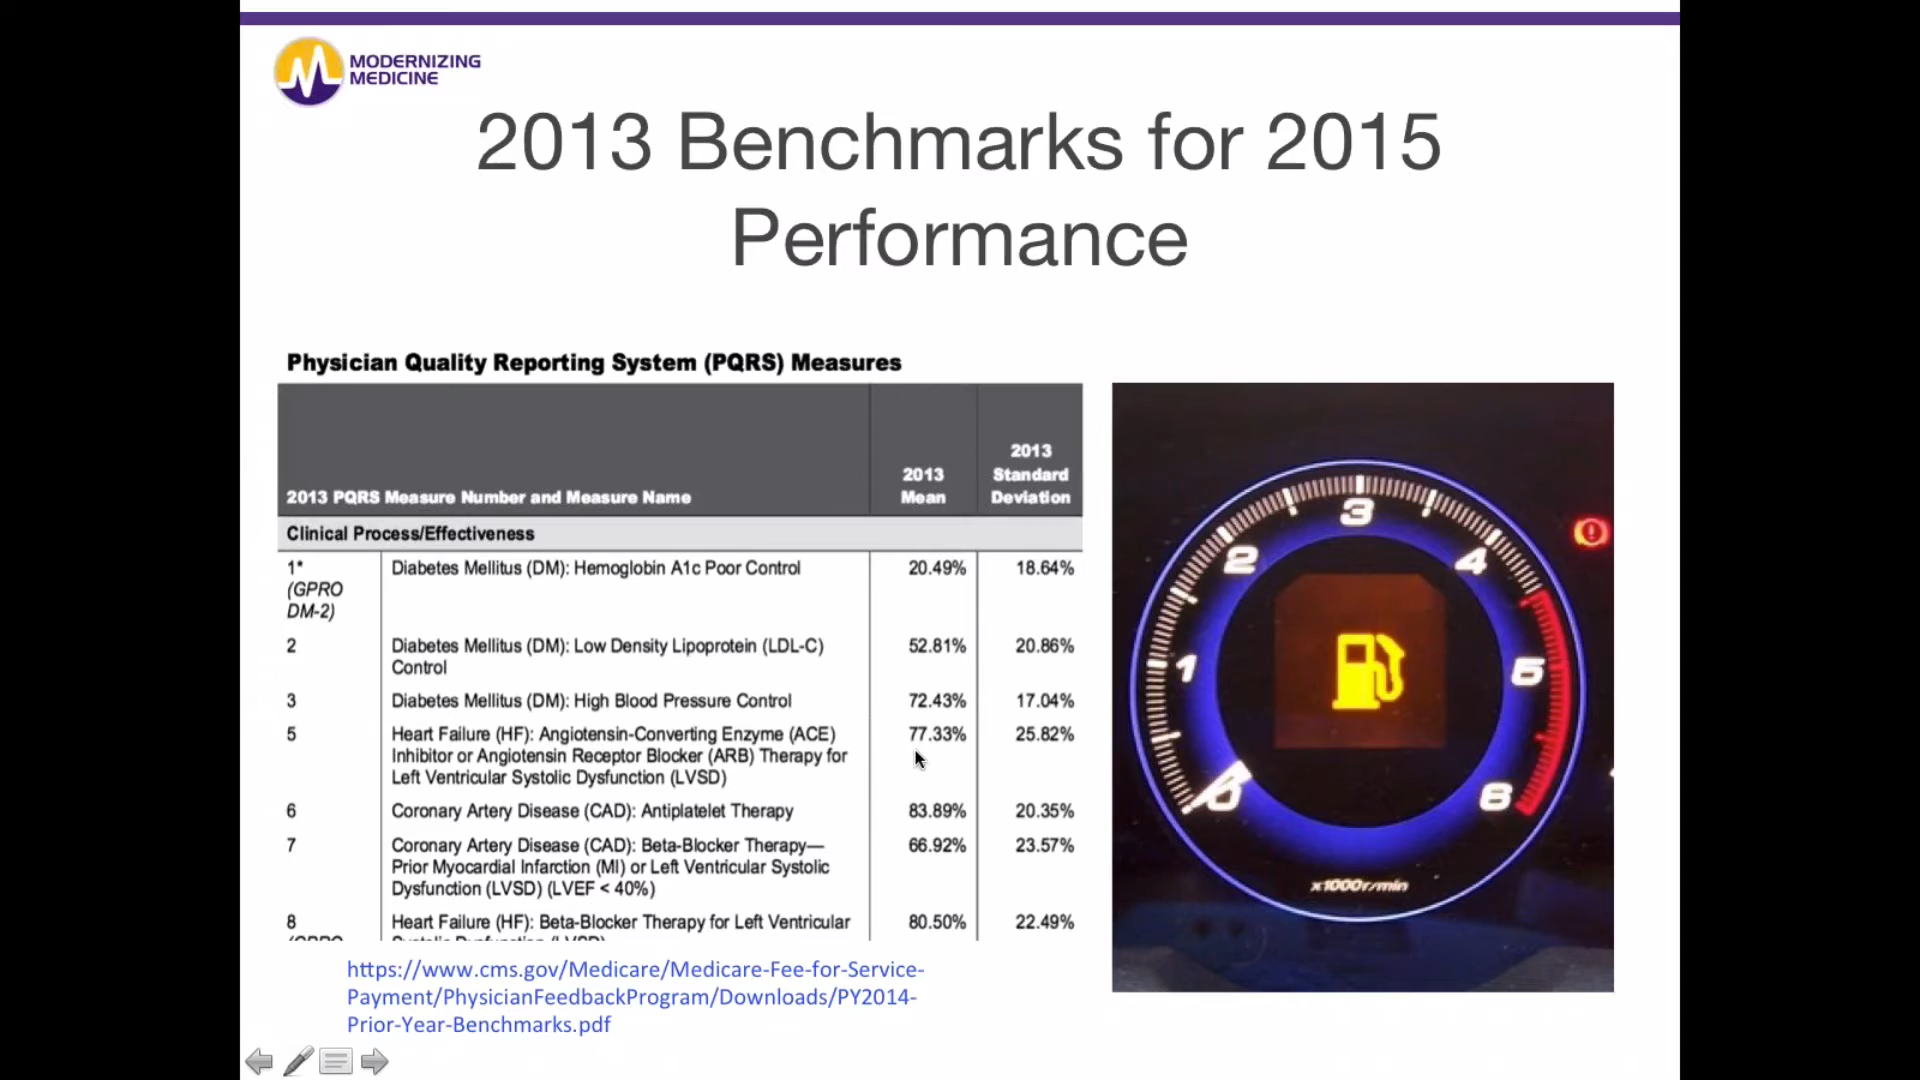 MODERNIZING
MEDICINE
2013 Benchmarks for 2015
Performance
Physician Quality Reporting System (PQRS) Measures
2013 PQRS Measure Number and Measure Name
2013
Mean
2013
Standard
Deviation
Clinical Process/Effectiveness
1*
(GPRO
DM-2)
Diabetes Mellitus (DM): Hemoglobin A1c Poor Control
20.49%
18.64%
2
Diabetes Mellitus (DM): Low Density Lipoprotein (LDL-C)
Control
52.81%
20.86%
3
Diabetes Mellitus (DM): High Blood Pressure Control
72.43%
17.04%
5
Heart Failure (HF): Angiotensin-Converting Enzyme (ACE)
Inhibitor or Angiotensin Receptor Blocker (ARB) Therapy for
Left Ventricular Systolic Dysfunction (LVSD)
77.33%
25.82%
6
Coronary Artery Disease (CAD): Antiplatelet Therapy
83.89%
20.35%
7
Coronary Artery Disease (CAD): Beta-Blocker Therapy—
Prior Myocardial Infarction (MI) or Left Ventricular Systolic
Dysfunction (LVSD) (LVEF < 40%)
66.92%
23.57%
8
Heart Failure (HF): Beta-Blocker Therapy for Left Ventricular
80.50%
22.49%
https://www.cms.gov/Medicare/Medicare-Fee-for-Service-
Payment/PhysicianFeedbackProgram/Downloads/PY2014-
Prior-Year-Benchmarks.pdf
0
1
2
3
4
5
6
x1000r/min